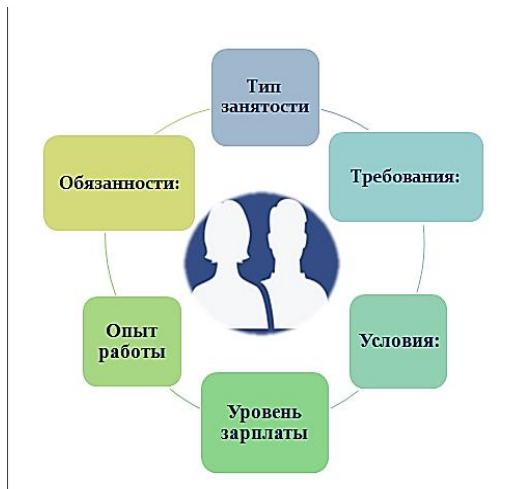 Тип
занятости
Требования:
Условия:
Уровень
зарплаты
Опыт
работы
Обязанности: